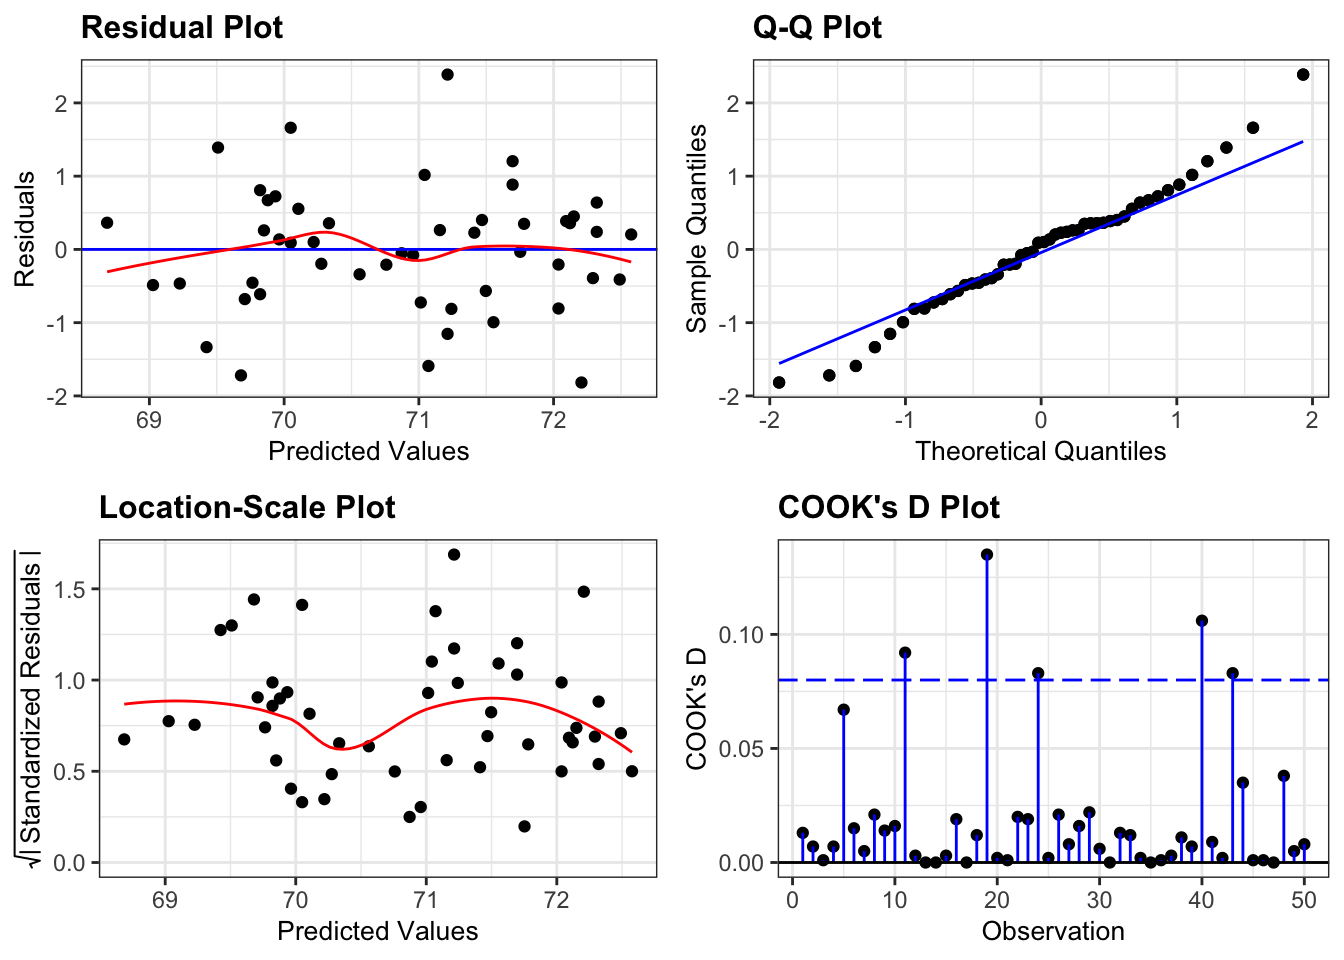 Residual Plot
Residuals
2
1
0
-1
-2
69 70 71 72
Predicted Values
Q-Q Plot
Sample Quantiles
2
1
0
-1
-2
-2 -1 0 1 2
Theoretical Quantiles
Location-Scale Plot
√| Standardized Residuals |
1.5
1.0
0.5
0.0
69 70 71 72
Predicted Values
COOK's D Plot
COOK's D
0.10
0.05
0.00
0 10 20 30 40 50
Observation